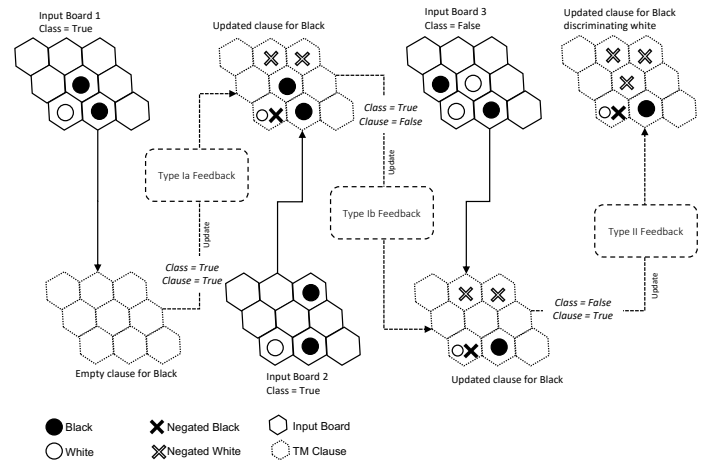 Input Board 1
Class = True
Updated clause for Black
Input Board 3
Class = False
Updated clause for Black
discriminating white
Class = True
Clause = False
Update
Type Ia Feedback
Type Ib Feedback
Type II Feedback
Update
Update
Class = True
Clause = True
Class = False
Clause = True
Empty clause for Black
Input Board 2
Class = True
Updated clause for Black
Black
Negated Black
Input Board
White
Negated White
TM Clause